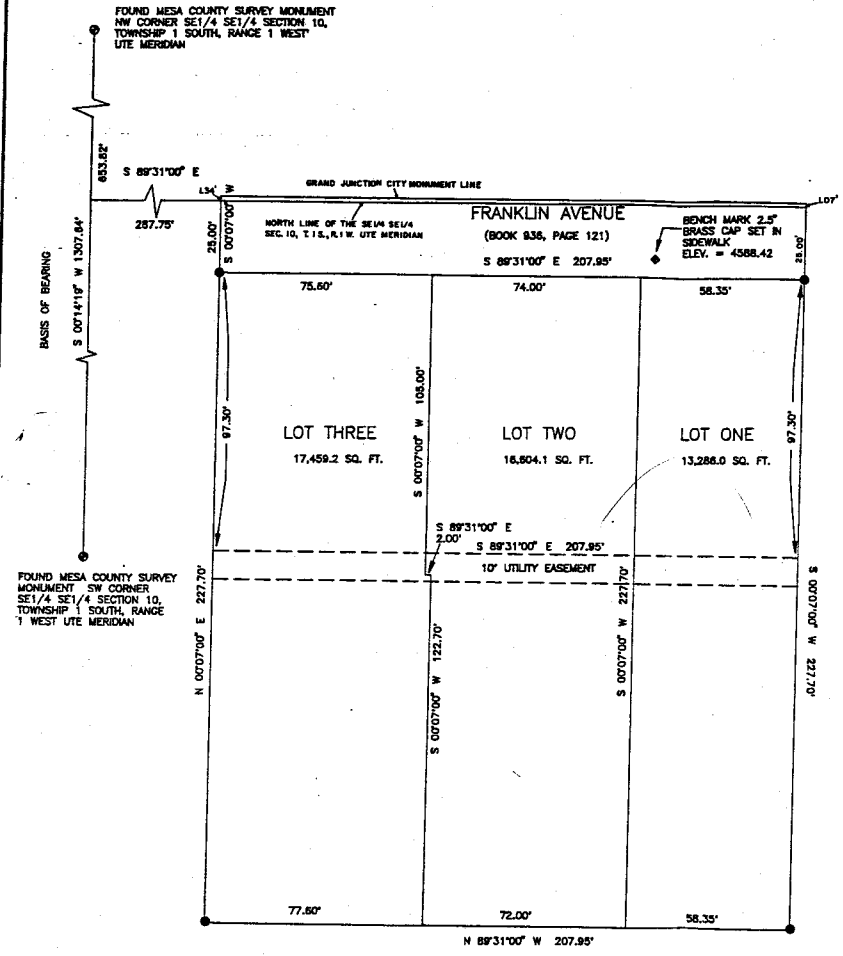 FOUND MESA COUNTY SURVEY MONUMENT
NW CORNER SE1/4 SE1/4 SECTION 10,
TOWNSHIP 1 SOUTH, RANGE 1 WEST
UTE MERIDIAN
653.82'
S 89°31'00" E
287.75'
BASIS OF BEARING
S 00°14'19" W 1307.64'
L34'
25.00'
S 00°07'00" W
GRAND JUNCTION CITY MONUMENT LINE
NORTH LINE OF THE SE1/4 SE1/4
SEC. 10, T. 1 S., R. 1 W. UTE MERIDIAN
FRANKLIN AVENUE
(BOOK 936, PAGE 121)
S 89°31'00" E 207.95'
BENCH MARK 2.5"
BRASS CAP SET IN
SIDEWALK
ELEV. = 4568.42
25.00'
75.60'
74.00'
58.35'
97.30'
S 00°07'00" W 105.00'
97.30'
LOT THREE
17,459.2 SQ. FT.
LOT TWO
16,604.1 SQ. FT.
LOT ONE
13,286.0 SQ. FT.
S 89°31'00" E
2.00'
S 89°31'00" E 207.95'
10' UTILITY EASEMENT
FOUND MESA COUNTY SURVEY
MONUMENT SW CORNER
SE1/4 SE1/4 SECTION 10,
TOWNSHIP 1 SOUTH, RANGE
1 WEST UTE MERIDIAN
N 00°07'00" E 227.70'
S 00°07'00" W 122.70'
S 00°07'00" W 227.70'
S 00°07'00" W 227.70'
77.60'
72.00'
58.35'
N 89°31'00" W 207.95'